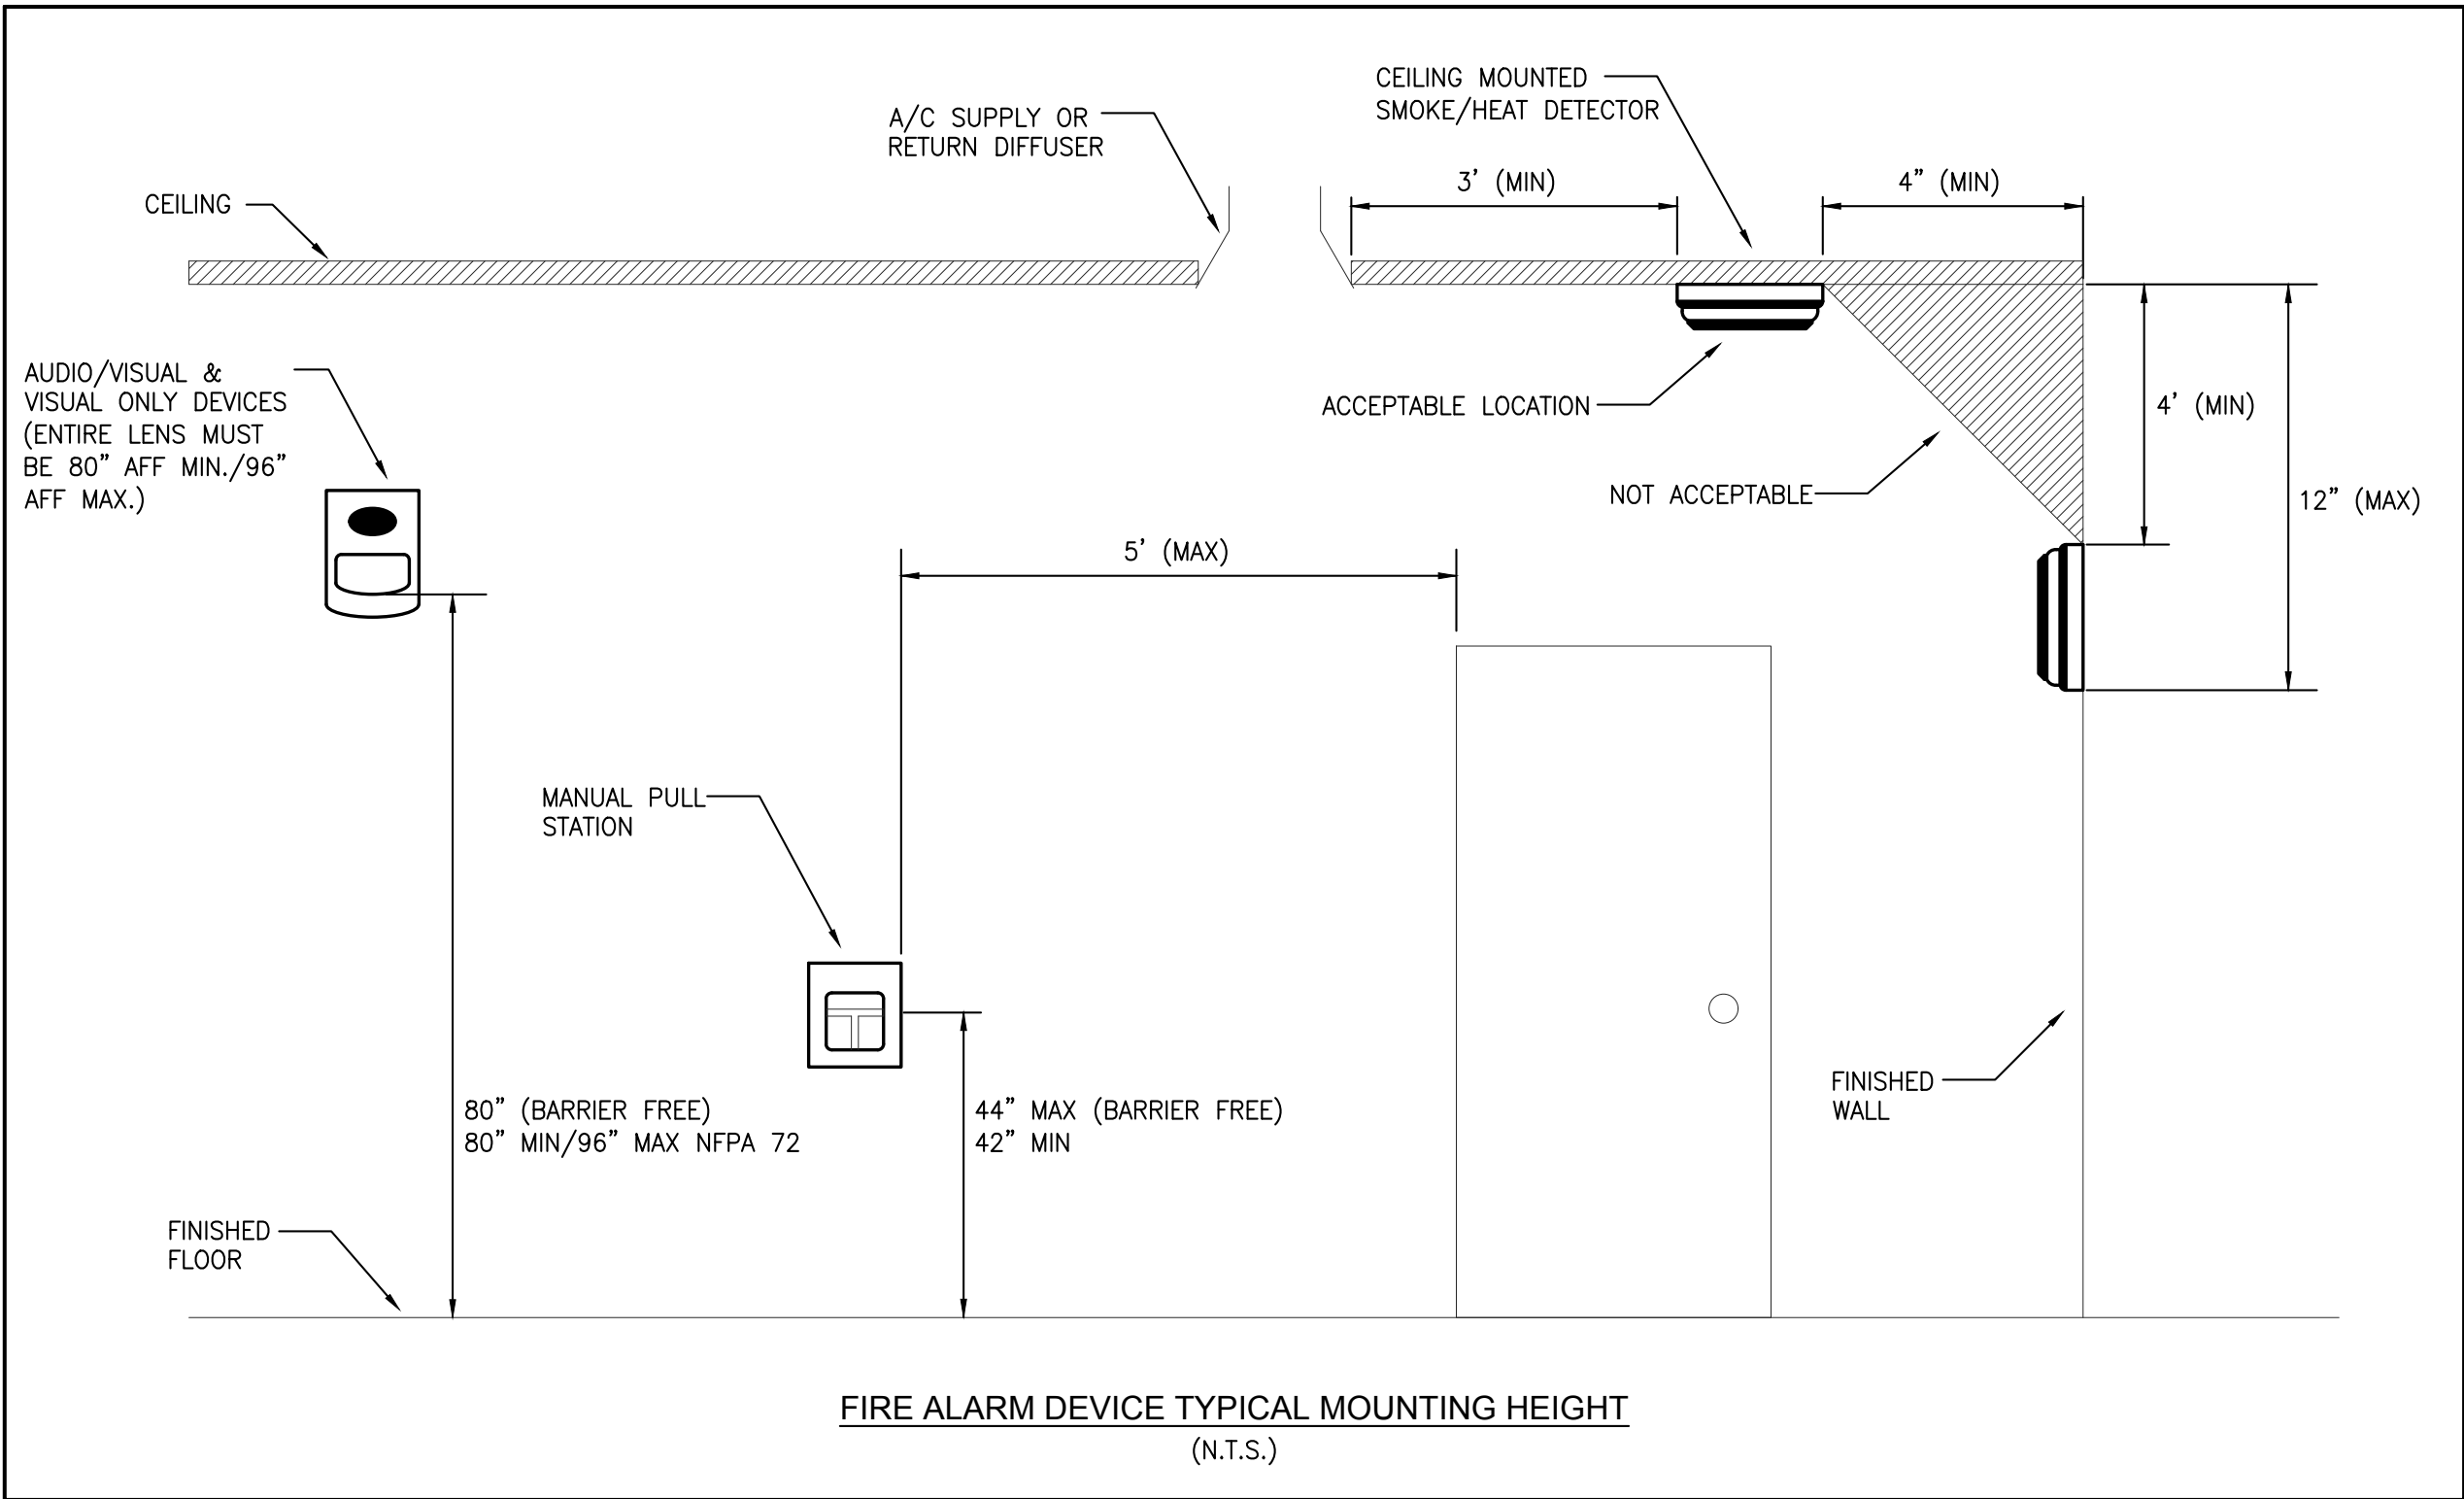 CEILING MOUNTED
SMOKE/HEAT DETECTOR
A/C SUPPLY OR
RETURN DIFFUSER
3' (MIN)
4" (MIN)
CEILING
AUDIO/VISUAL &
VISUAL ONLY DEVICES
(ENTIRE LENS MUST
BE 80" AFF MIN./96"
AFF MAX.)
ACCEPTABLE LOCATION
4' (MIN)
NOT ACCEPTABLE
12" (MAX)
5' (MAX)
MANUAL PULL
STATION
80" (BARRIER FREE)
80" MIN/96" MAX NFPA 72
44" MAX (BARRIER FREE)
42" MIN
FINISHED
WALL
FINISHED
FLOOR
FIRE ALARM DEVICE TYPICAL MOUNTING HEIGHT
(N.T.S.)